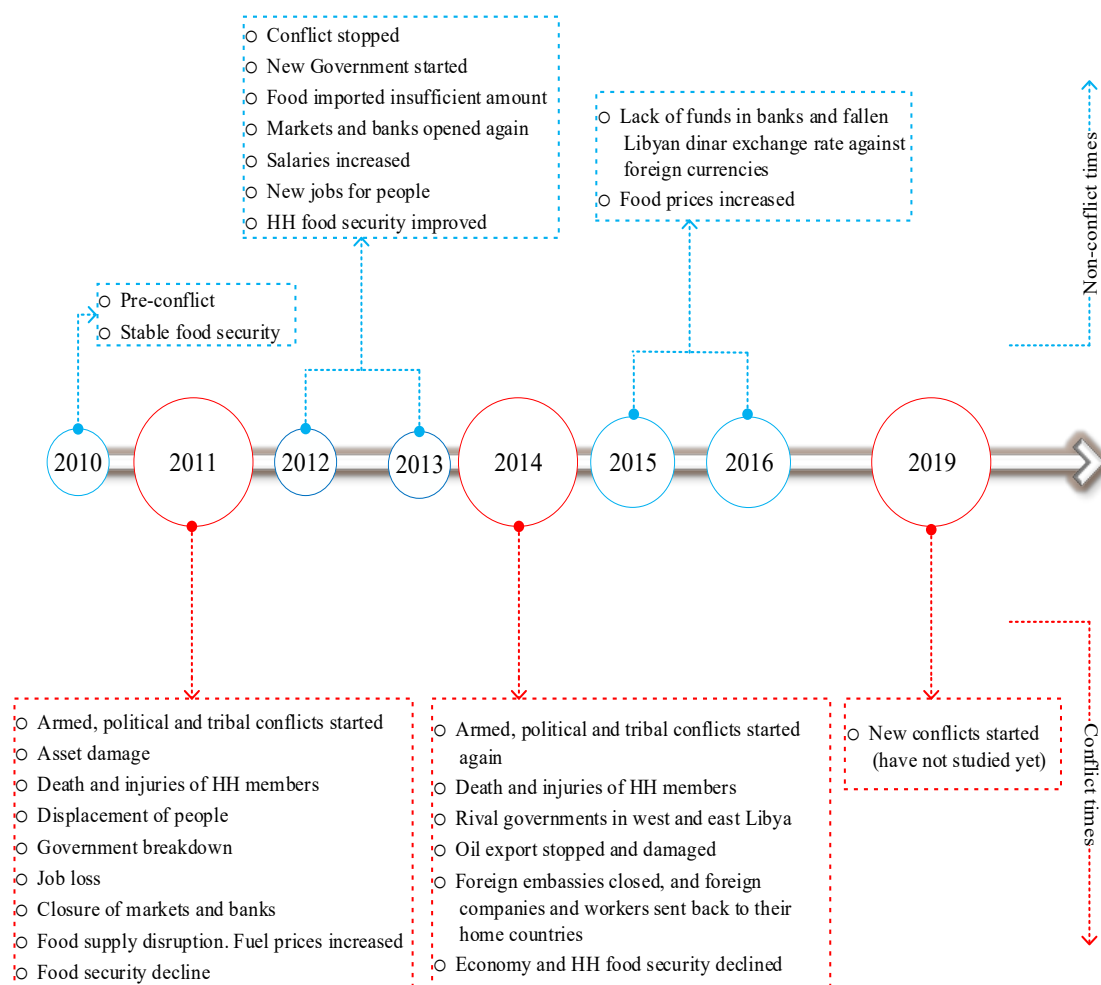 Conflict stopped
New Government started
Food imported insufficient amount
Markets and banks opened again
Salaries increased
New jobs for people
HH food security improved
Lack of funds in banks and fallen
Libyan dinar exchange rate against
foreign currencies
Food prices increased
Non-conflict times
Pre-conflict
Stable food security
2010
2011
2012
2013
2014
2015
2016
2019
Armed, political and tribal conflicts started
Asset damage
Death and injuries of HH members
Displacement of people
Government breakdown
Job loss
Closure of markets and banks
Food supply disruption. Fuel prices increased
Food security decline
Armed, political and tribal conflicts started
again
Death and injuries of HH members
Rival governments in west and east Libya
Oil export stopped and damaged
Foreign embassies closed, and foreign
companies and workers sent back to their
home countries
Economy and HH food security declined
New conflicts started
(have not studied yet)
Conflict times